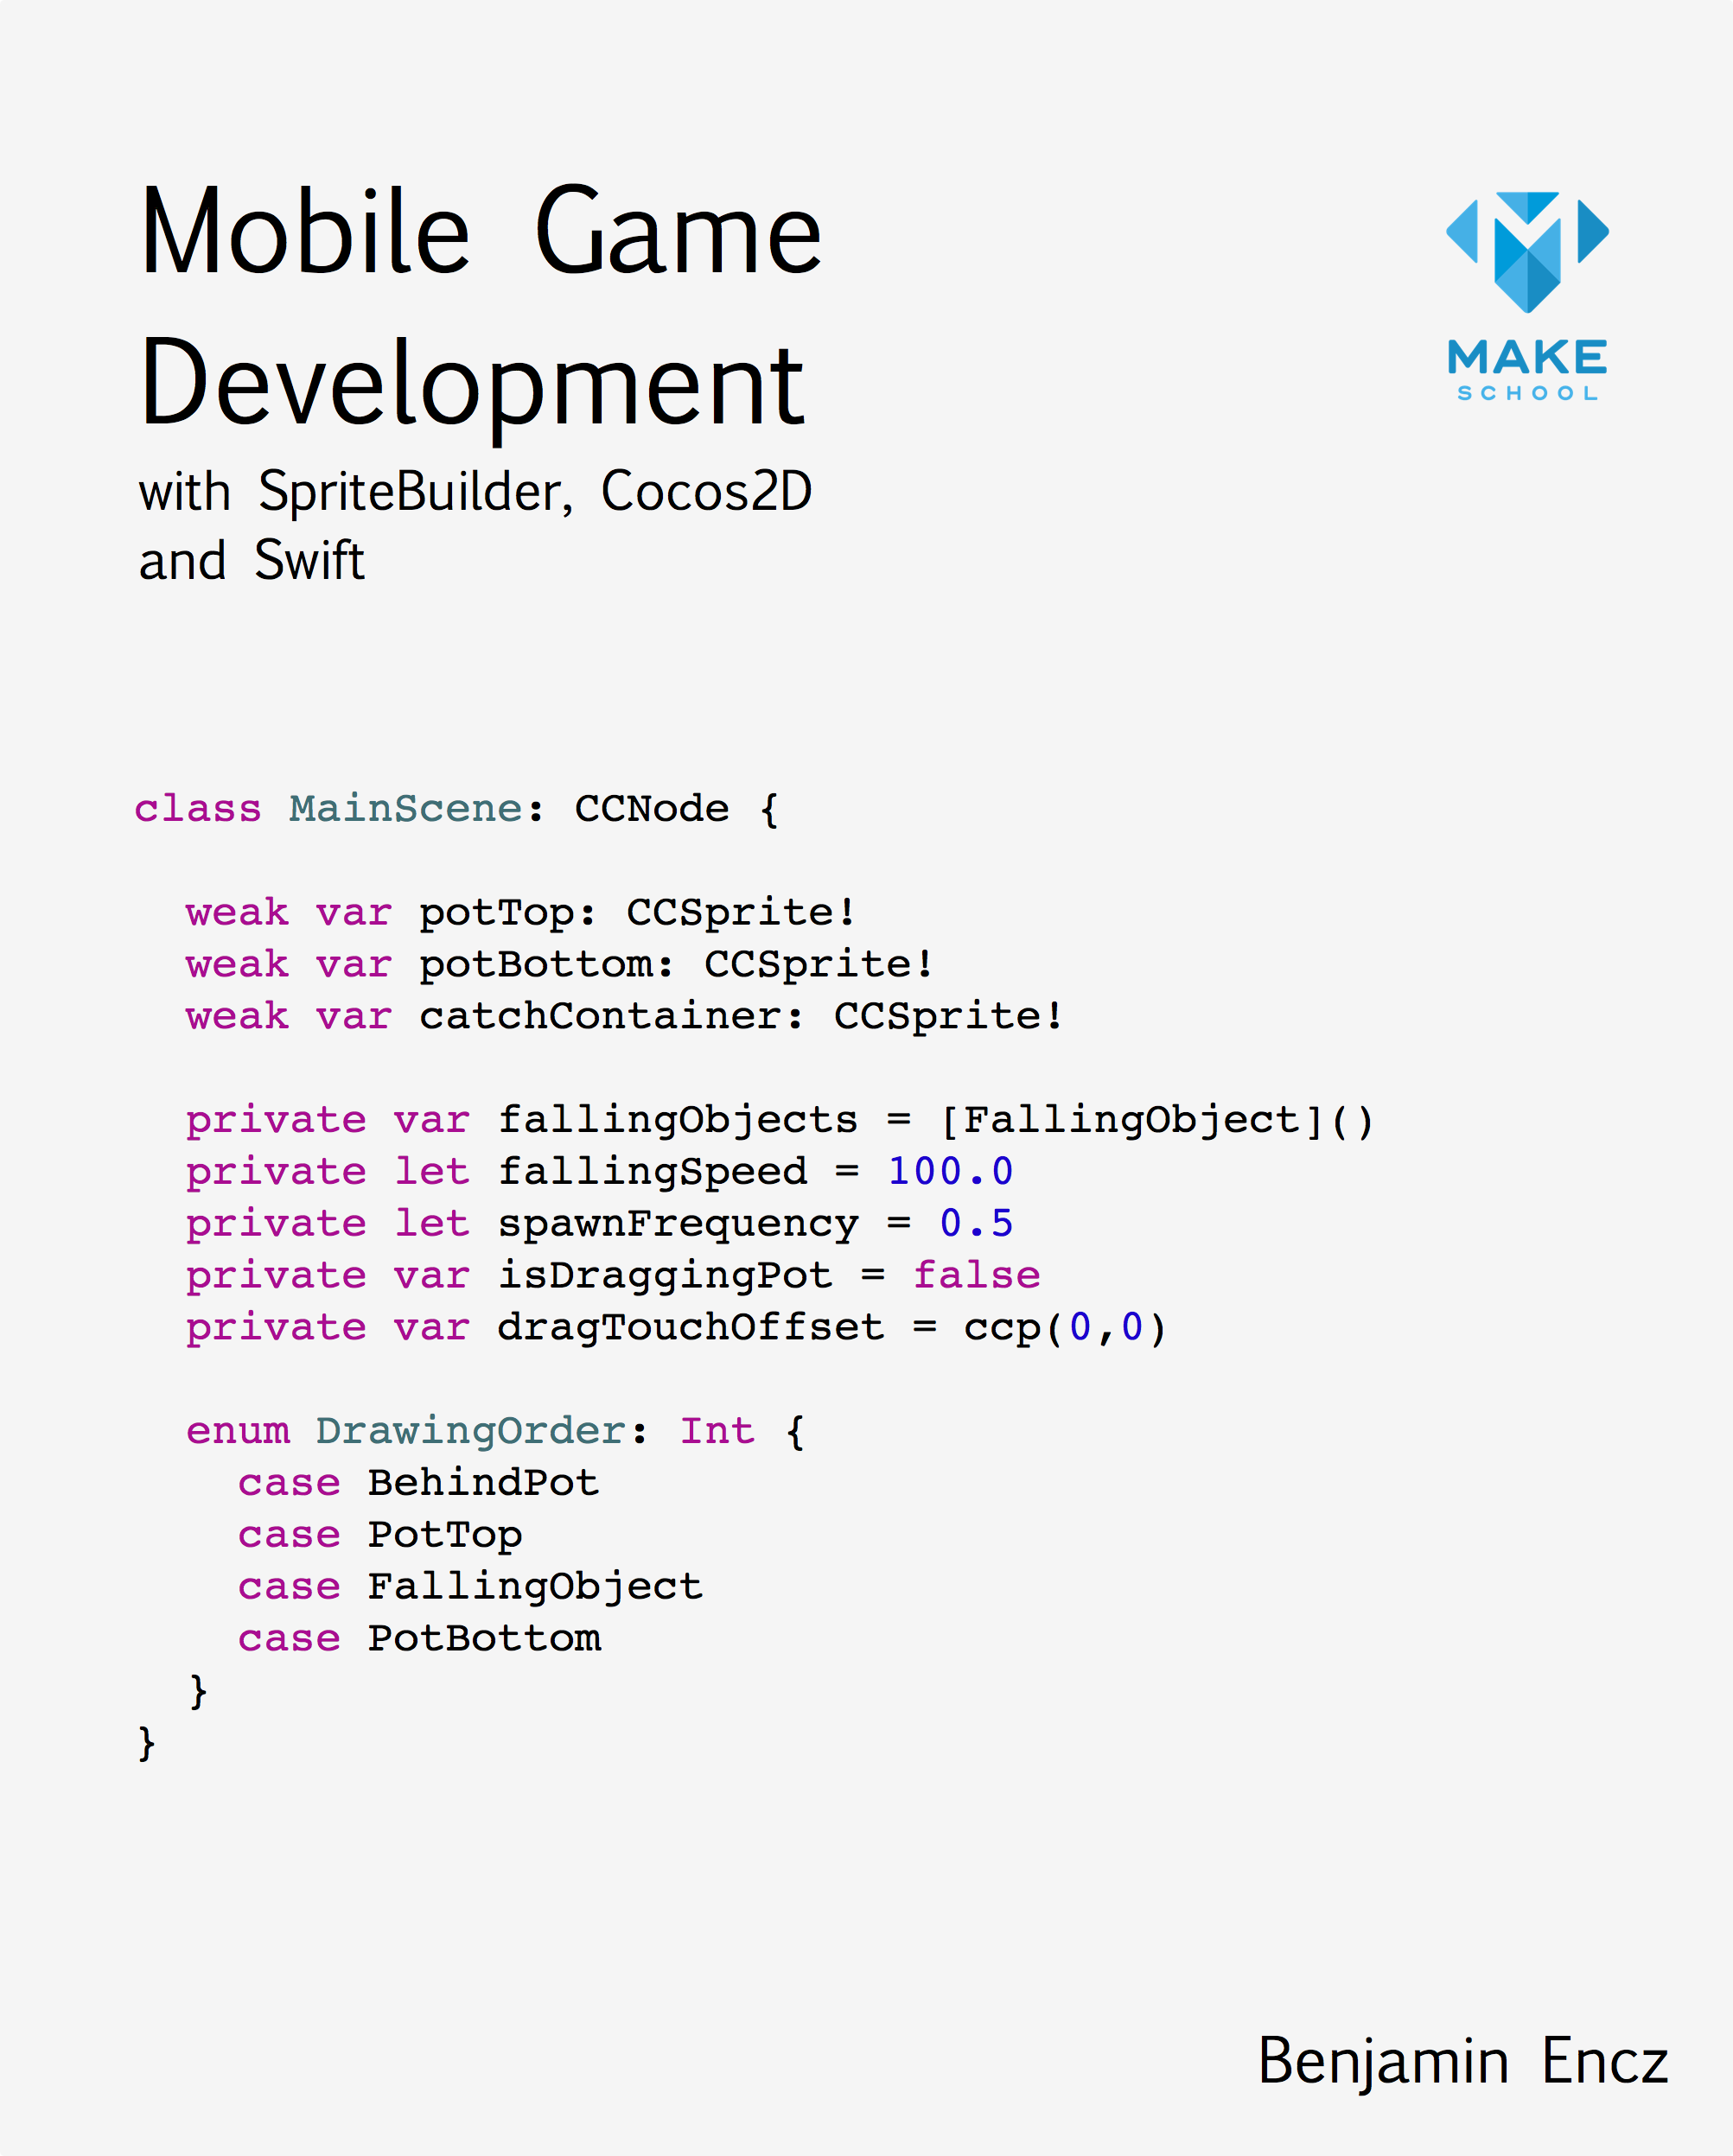 Mobile Game
Development
with SpriteBuilder, Cocos2D
and Swift
MAKE
SCHOOL
class MainScene: CCNode {
weak var potTop: CCSprite!
weak var potBottom: CCSprite!
weak var catchContainer: CCSprite!
private var fallingObjects = [FallingObject]()
private let fallingSpeed = 100.0
private let spawnFrequency = 0.5
private var isDraggingPot = false
private var dragTouchOffset = ccp(0,0)
enum DrawingOrder: Int {
case BehindPot
case PotTop
case FallingObject
case PotBottom
}
}
Benjamin Encz